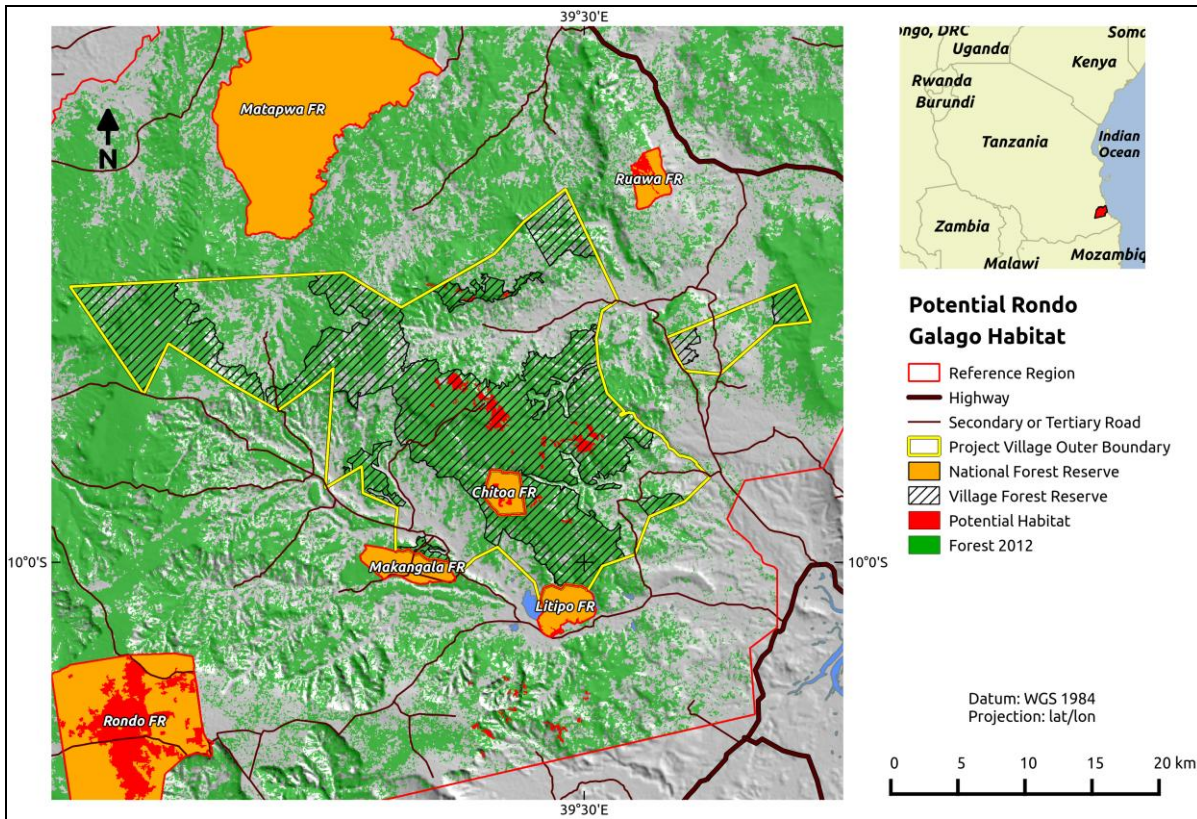 39°30'E
Matapwa FR
N
Ruawa FR
Chitoa FR
10°0'S
10°0'S
Makangala FR
Litipo FR
Rondo FR
39°30'E
ongo, DRC
Uganda
Soma
Kenya
Rwanda
Burundi
Tanzania
Indian
Ocean
Zambia
Malawi
Mozambiq
Potential Rondo
Galago Habitat
Reference Region
Highway
Secondary or Tertiary Road
Project Village Outer Boundary
National Forest Reserve
Village Forest Reserve
Potential Habitat
Forest 2012
Datum: WGS 1984
Projection: lat/lon
0 5 10 15 20 km